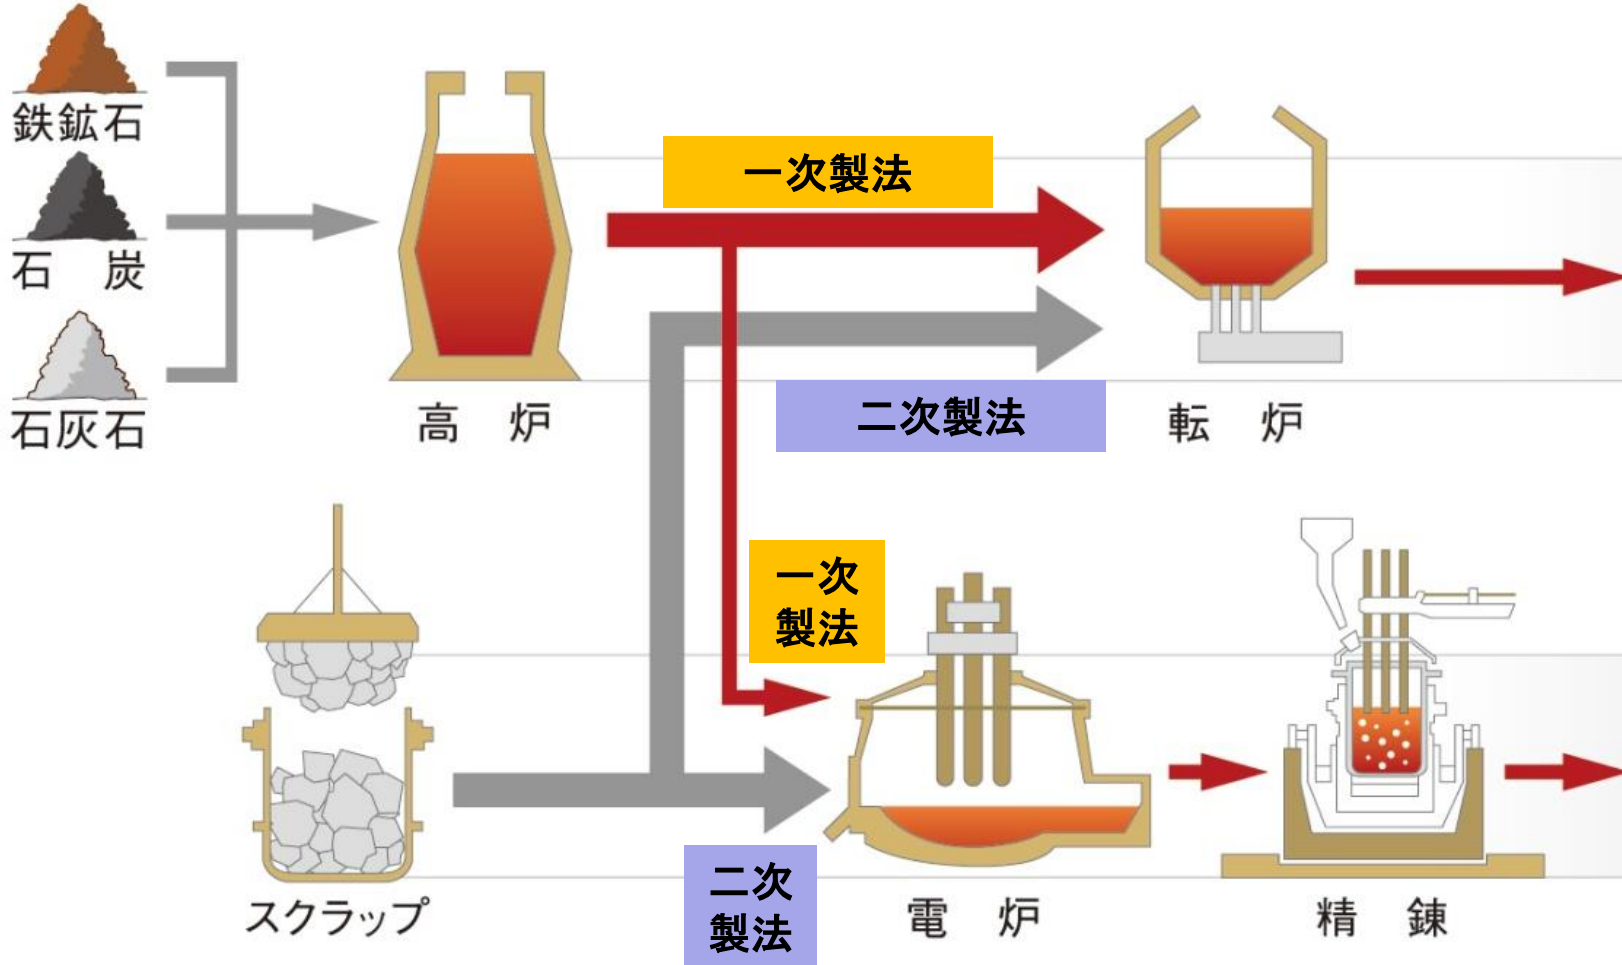 鉄鉱石
石 炭
石灰石
高 炉
一次製法
二次製法
転 炉
スクラップ
一次
製法
二次
製法
電 炉
精 錬